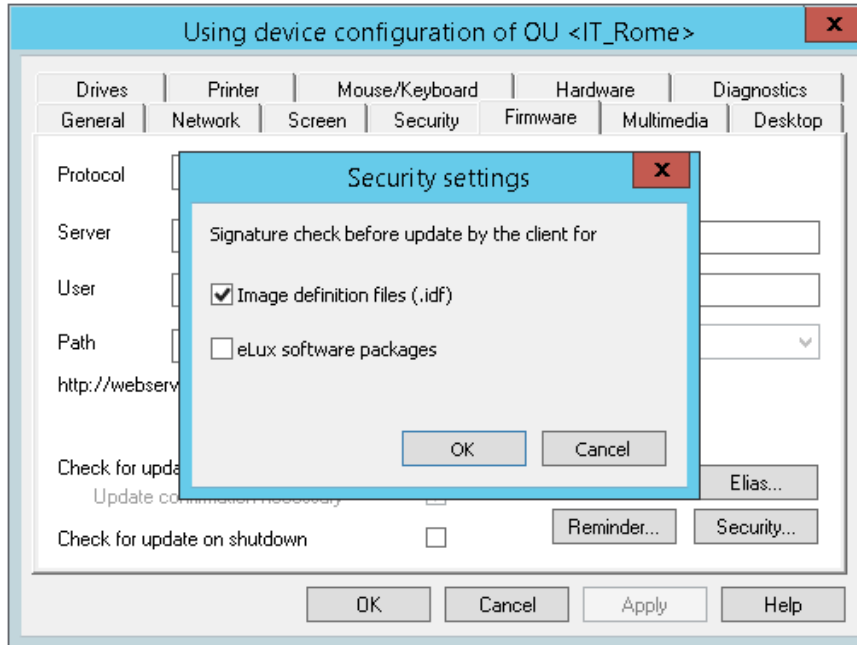 Using device configuration of OU <IT_Rome>
x
Drives Printer Mouse/Keyboard Hardware Diagnostics
General Network Screen Security Firmware Multimedia Desktop
Protocol
Server
User
Path
http://webserv
Security settings
x
Signature check before update by the client for
Image definition files (.idf)
eLux software packages
OK Cancel
Check for upda
Elias...
Update confirmation necessary
Check for update on shutdown
Reminder... Security...
OK Cancel Apply Help